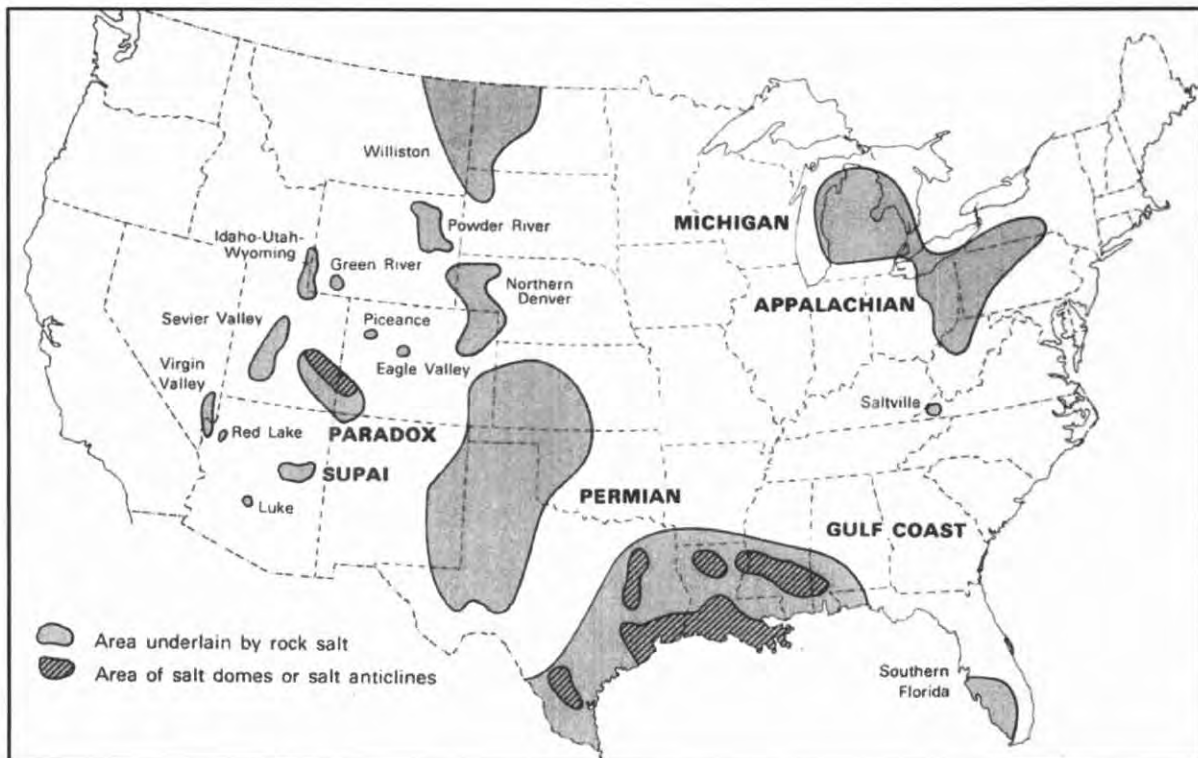 Williston
MICHIGAN
Powder River
Idaho-Utah-
Wyoming
Green River
Northern
Denver
APPALACHIAN
Sevier Valley
Piceance
Eagle Valley
Virgin
Valley
Saltville
Red Lake
PARADOX
SUPAI
PERMIAN
Luke
GULF COAST
Area underlain by rock salt
Area of salt domes or salt anticlines
Southern
Florida